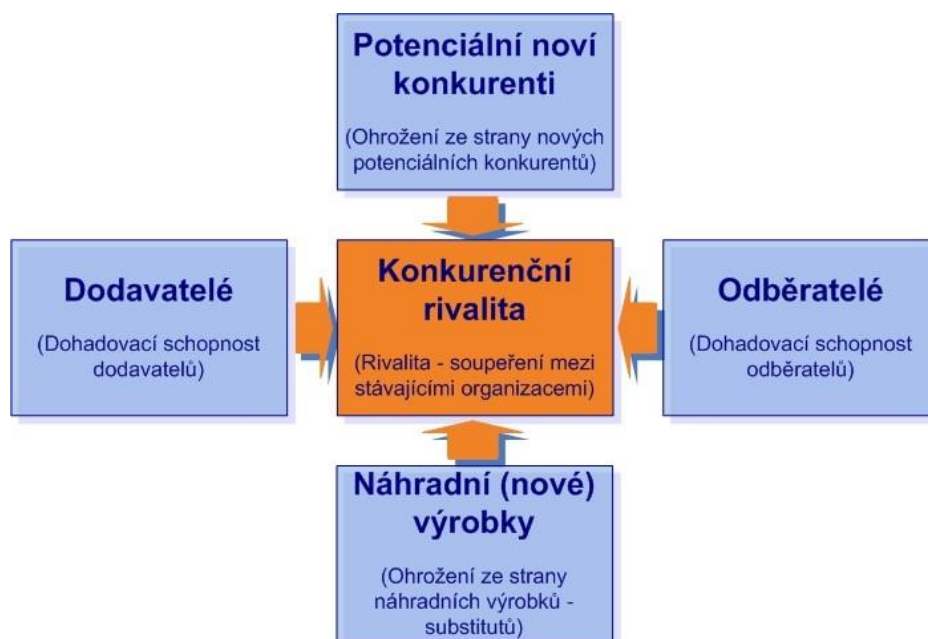 Potenciální noví
konkurenti
(Ohrožení ze strany nových
potenciálních konkurentů)
Dodavatelé
(Dohadovací schopnost
dodavatelů)
Konkurenční
rivalita
(Rivalita - soupeření mezi
stávajícími organizacemi)
Odběratelé
(Dohadovací schopnost
odběratelů)
Náhradní (nové)
výrobky
(Ohrožení ze strany
náhradních výrobků -
substitutů)